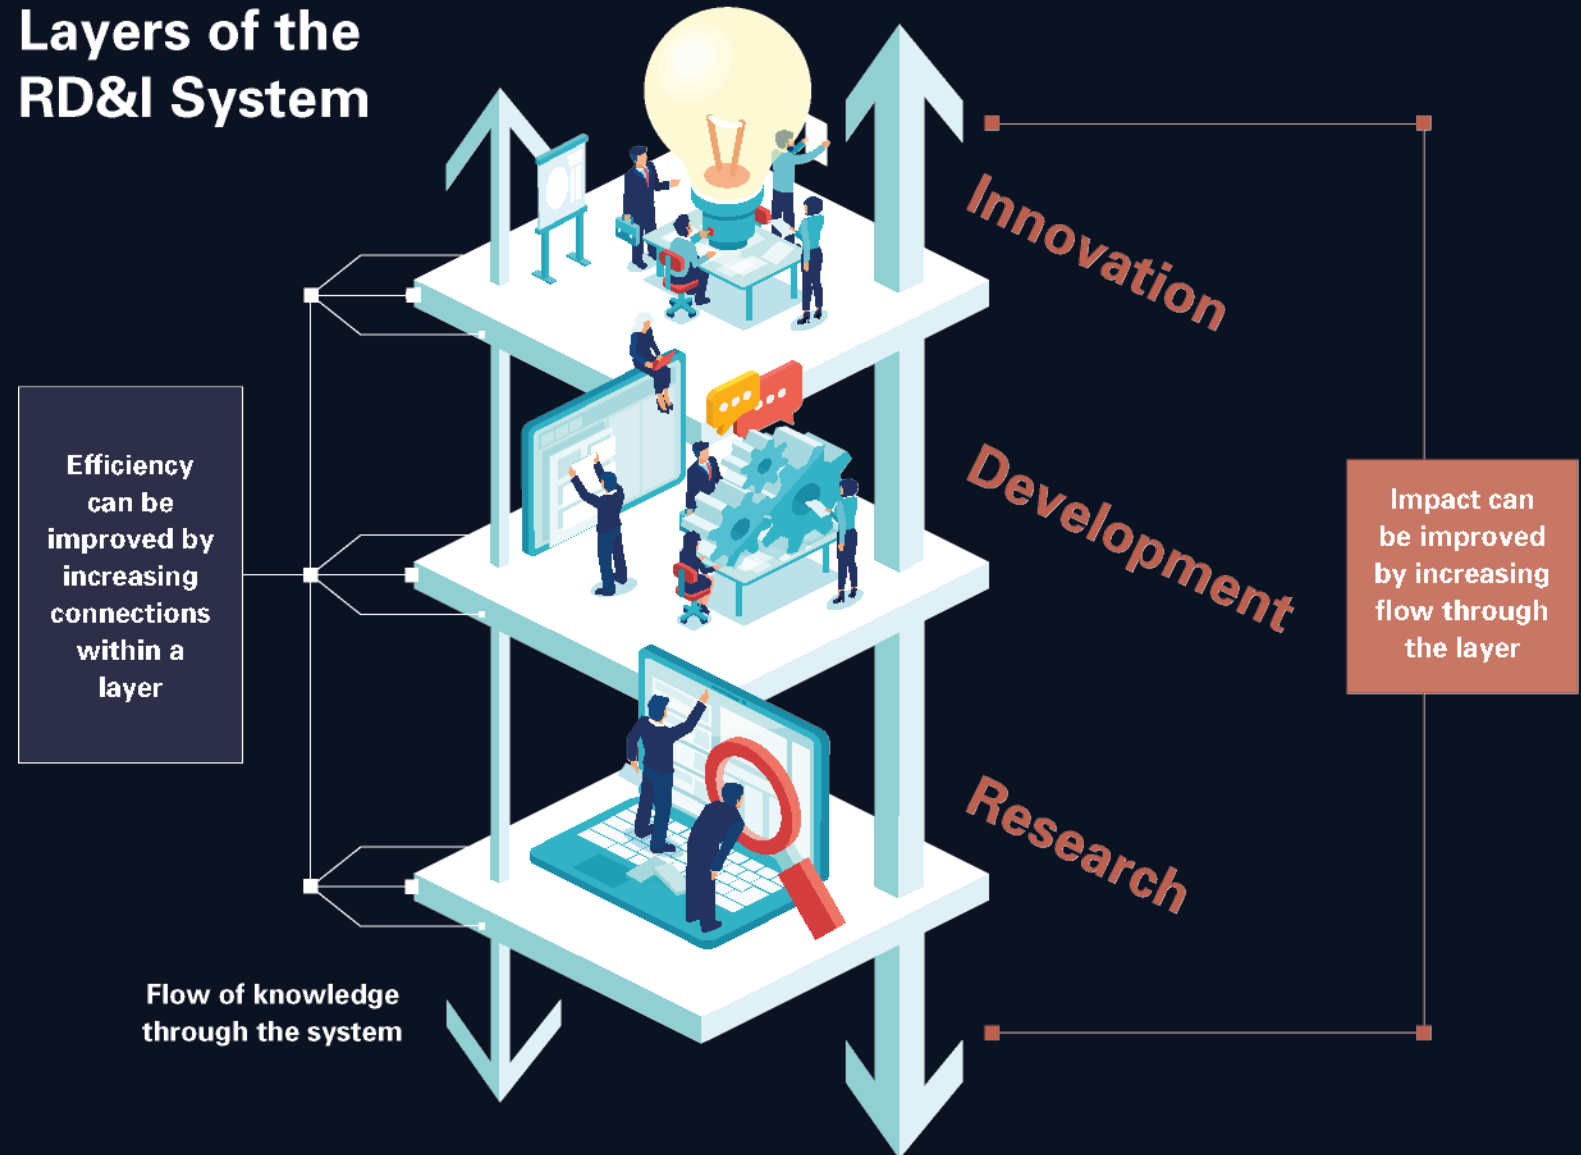 Layers of the
RD&I System
Innovation
Development
Research
Efficiency
can be
improved by
increasing
connections
within a
layer
Impact can
be improved
by increasing
flow through
the layer
Flow of knowledge
through the system